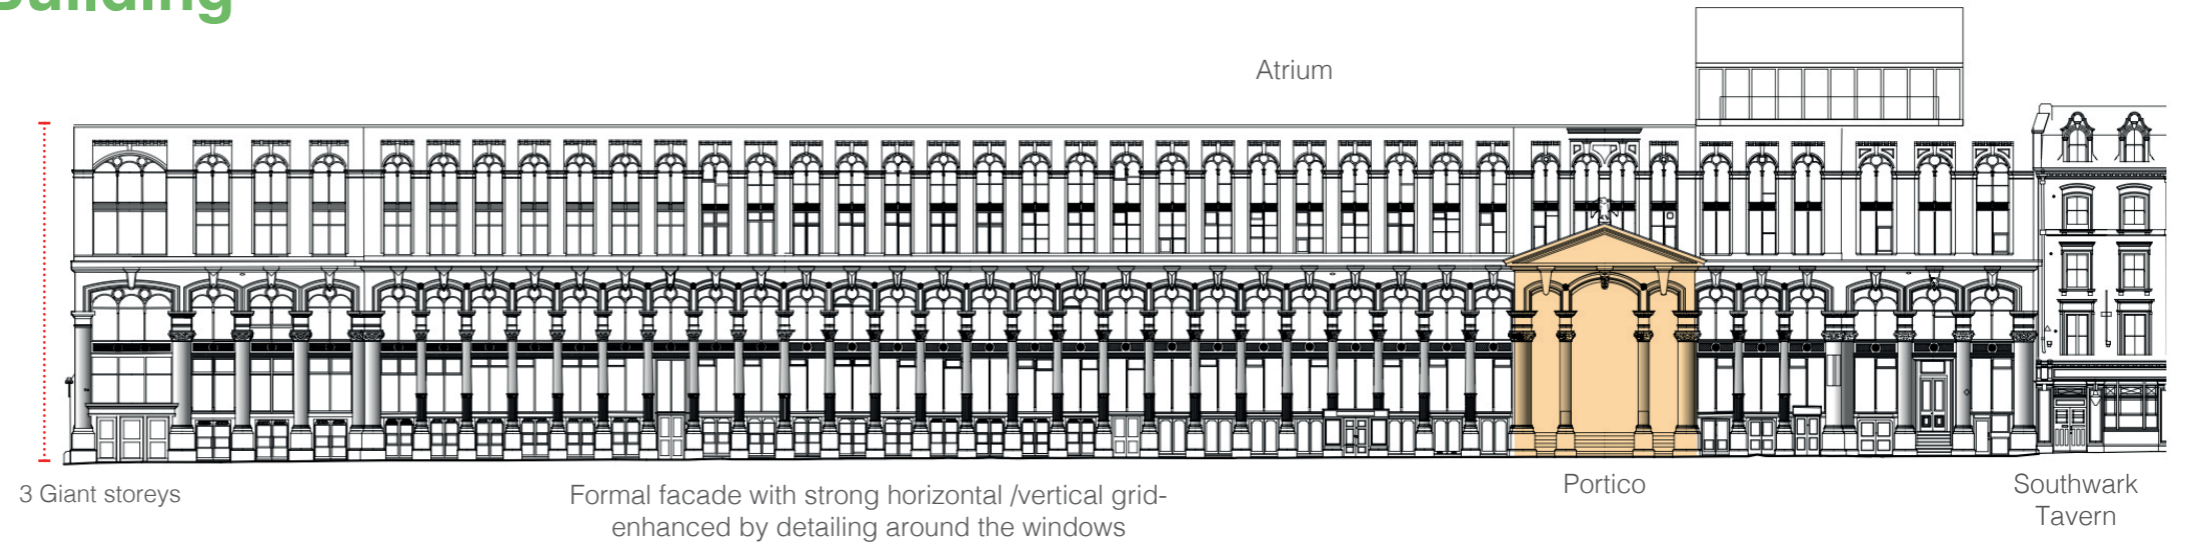 Building
Atrium
3 Giant storeys
Formal facade with strong horizontal /vertical grid-
enhanced by detailing around the windows
Portico
Southwark
Tavern